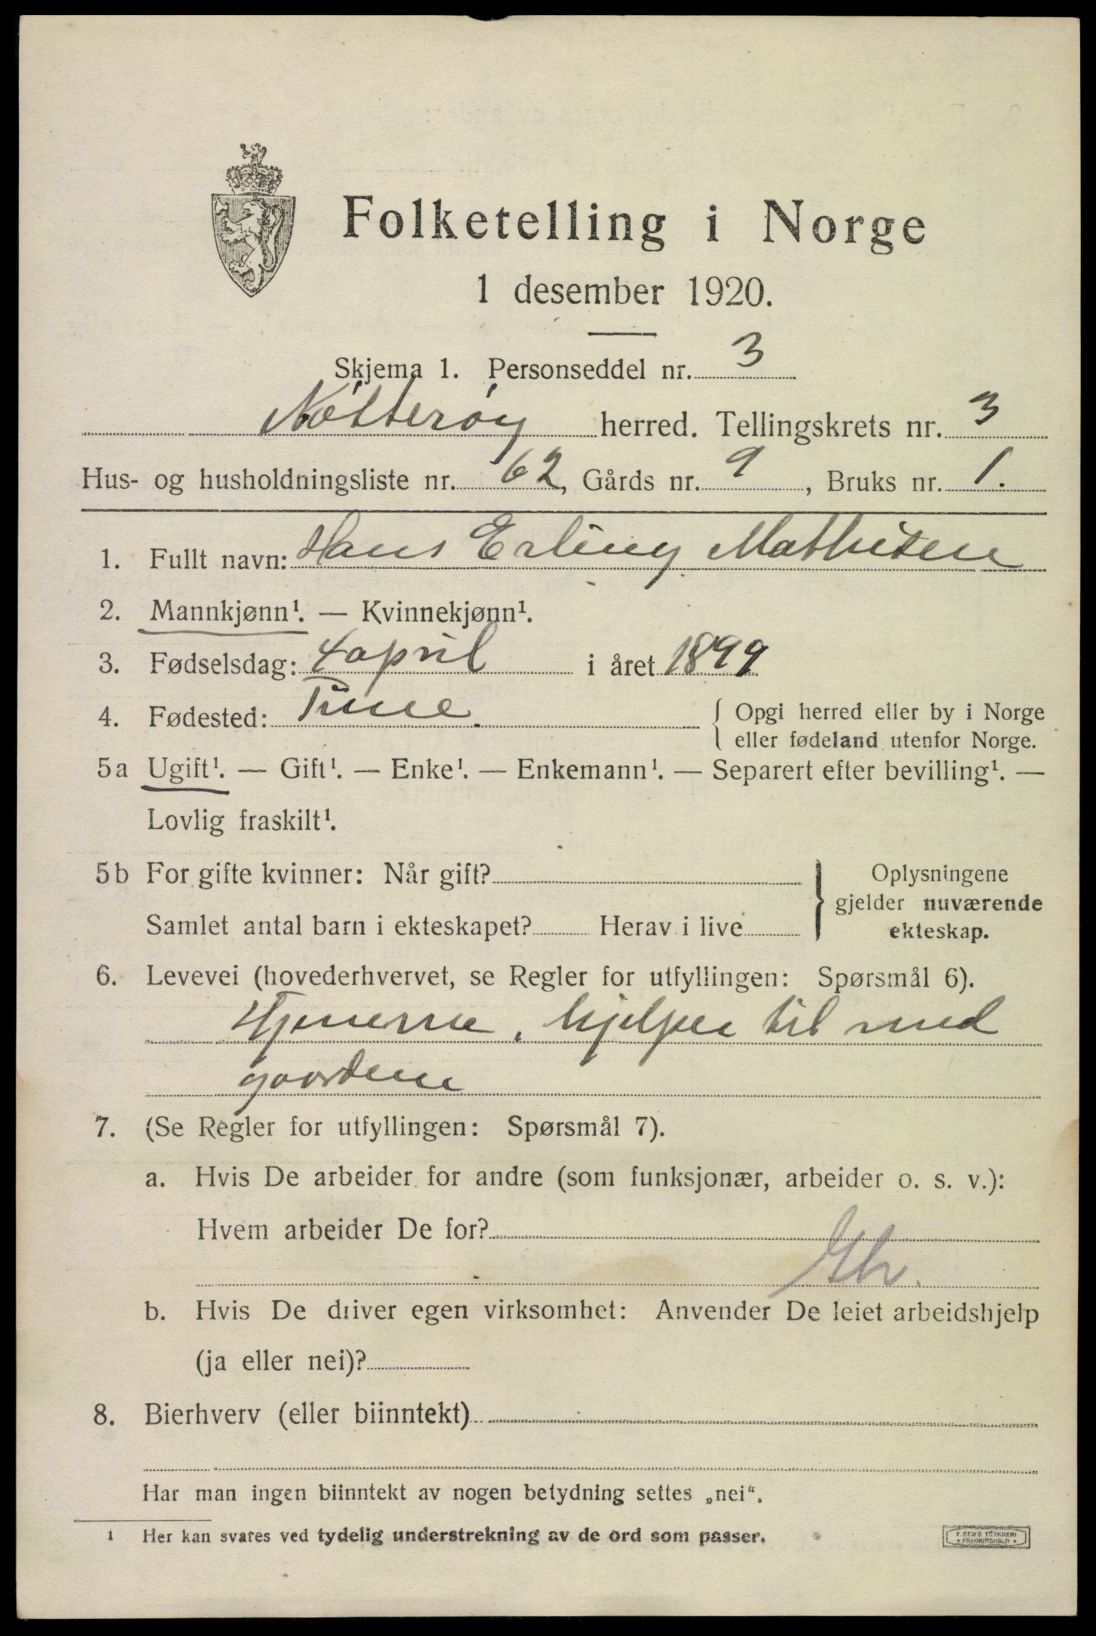 Folketelling i Norge
1 desember 1920.
Skjema 1. Personseddel nr. 3
Nøtterøy herred. Tellingskrets nr. 3
Hus- og husholdningsliste nr. 62, Gårds nr. 9, Bruks nr. 1.
1. Fullt navn: Hans Erling Mathisen
2. Mannkjønn¹. — Kvinnekjønn¹.
3. Fødselsdag: 4 april i året 1899
4. Fødested: Tune. { Opgi herred eller by i Norge
eller fødeland utenfor Norge.
5a Ugift¹. — Gift¹. — Enke¹. — Enkemann¹. — Separert efter bevilling¹. —
Lovlig fraskilt¹.
5b For gifte kvinner: Når gift?
Samlet antal barn i ekteskapet? Herav i live
} Oplysningene
gjelder nuværende
ekteskap.
6. Levevei (hovederhvervet, se Regler for utfyllingen: Spørsmål 6).
Hjemme, hjelper til med
gaardene
7. (Se Regler for utfyllingen: Spørsmål 7).
a. Hvis De arbeider for andre (som funksjonær, arbeider o. s. v.):
Hvem arbeider De for?
b. Hvis De driver egen virksomhet: Anvender De leiet arbeidshjelp
(ja eller nei)?
8. Bierhverv (eller biinntekt)
Har man ingen biinntekt av nogen betydning settes „nei“.
¹ Her kan svares ved tydelig understrekning av de ord som passer.